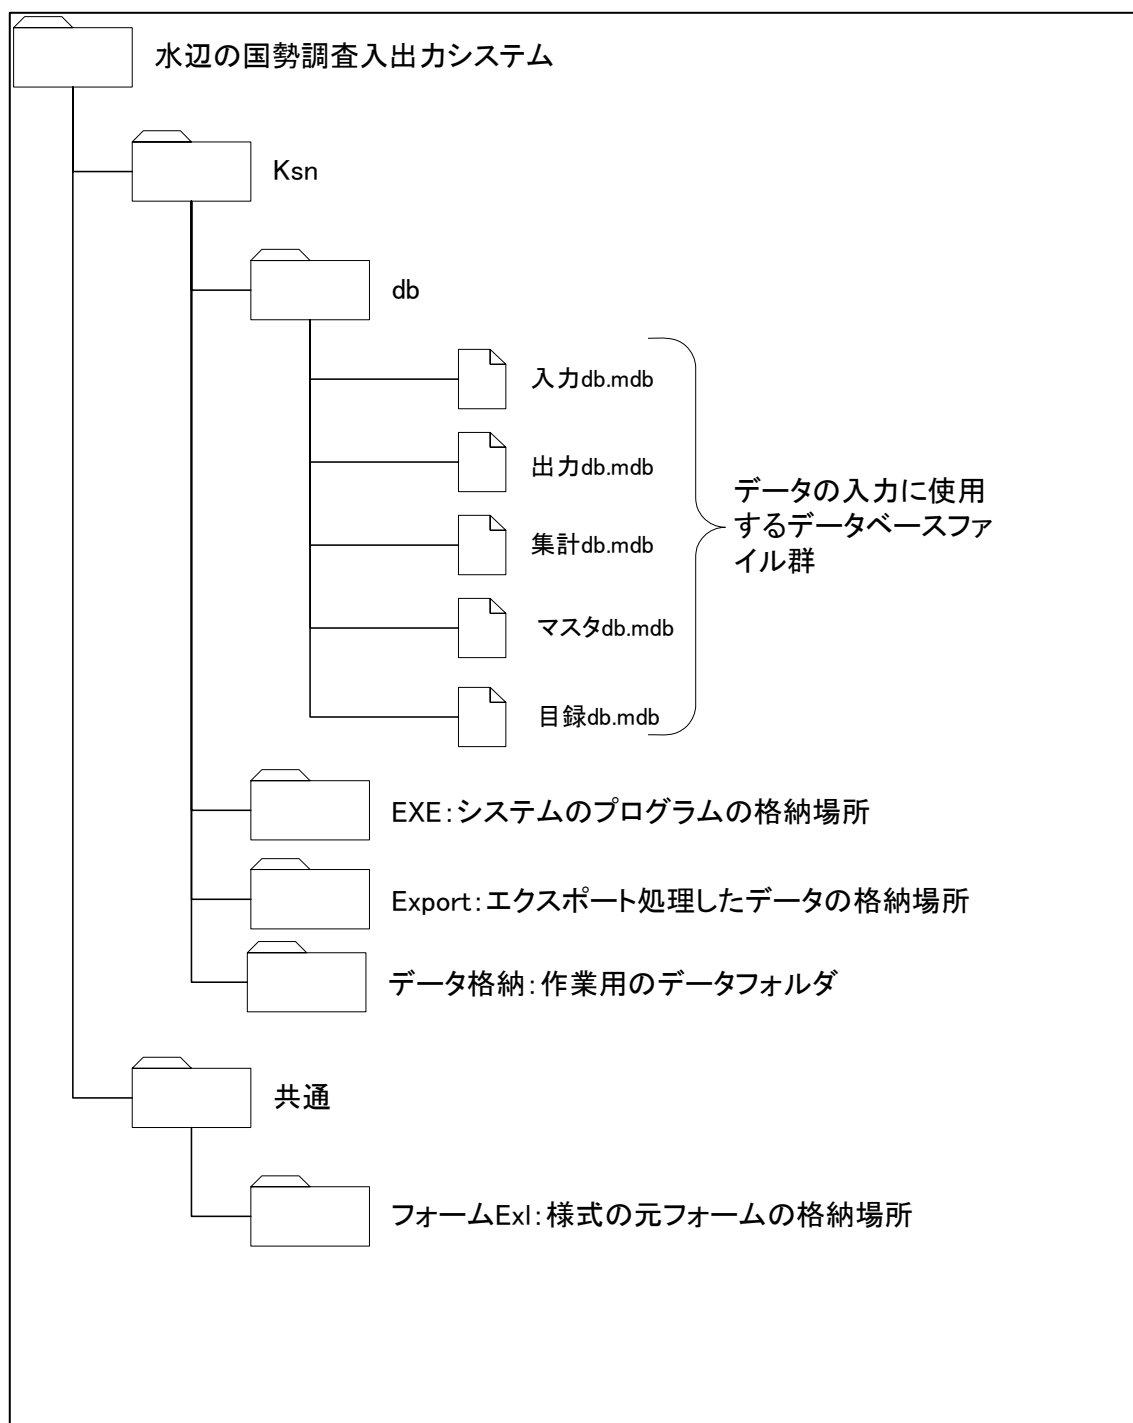 水辺の国勢調査入出力システム
Ksn
db
入力db.mdb
出力db.mdb
集計db.mdb
マスタdb.mdb
目録db.mdb
データの入力に使用
するデータベースファ
イル群
EXE：システムのプログラムの格納場所
Export：エクスポート処理したデータの格納場所
データ格納：作業用のデータフォルダ
共通
フォームExl：様式の元フォームの格納場所